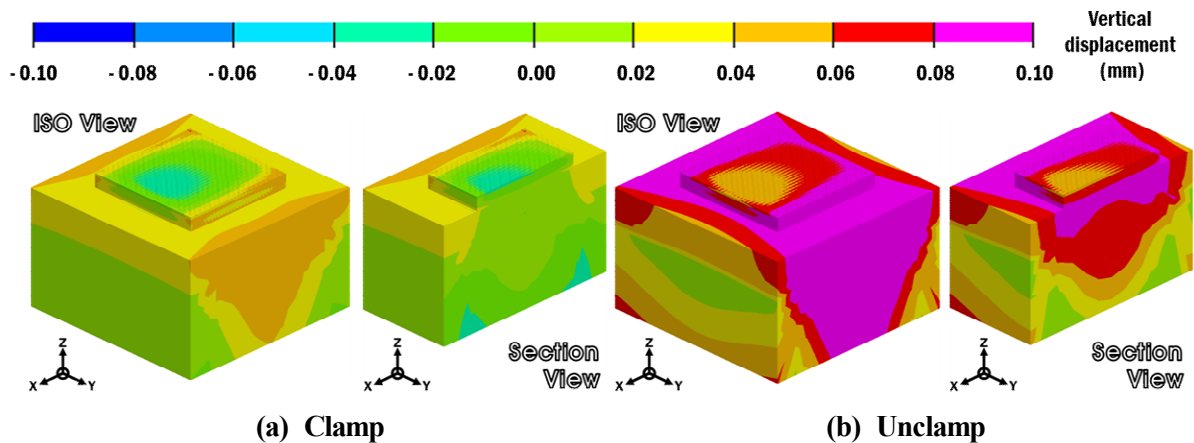 Vertical
displacement
(mm)
-0.10 -0.08 -0.06 -0.04 -0.02 0.00 0.02 0.04 0.06 0.08 0.10
ISO View
ISO View
Z
X
Y
Z
X
Y
Section
View
Z
X
Y
Z
X
Y
Section
View
(a) Clamp
(b) Unclamp